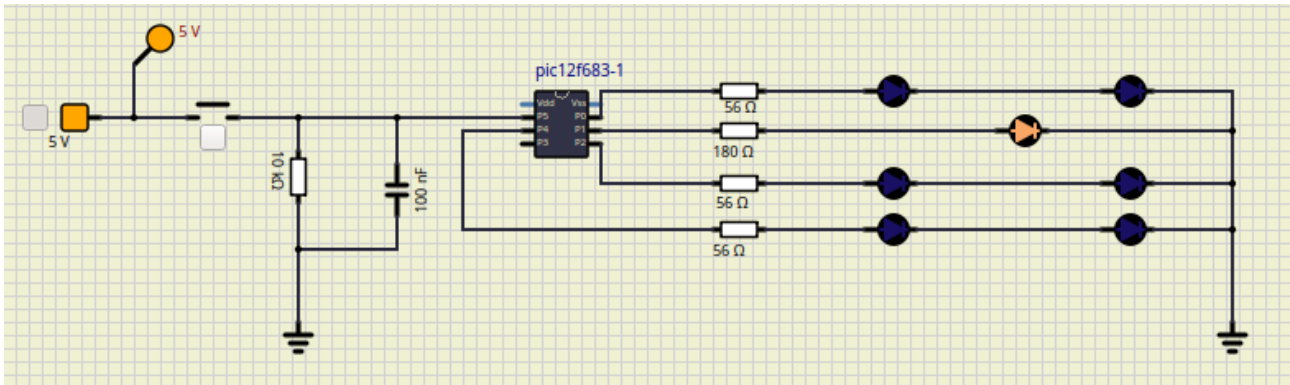 5 V
5 V
pic12f683-1
Vdd Vss
P5 P0
P4 P1
P3 P2
10 kΩ
100 nF
56 Ω
180 Ω
56 Ω
56 Ω